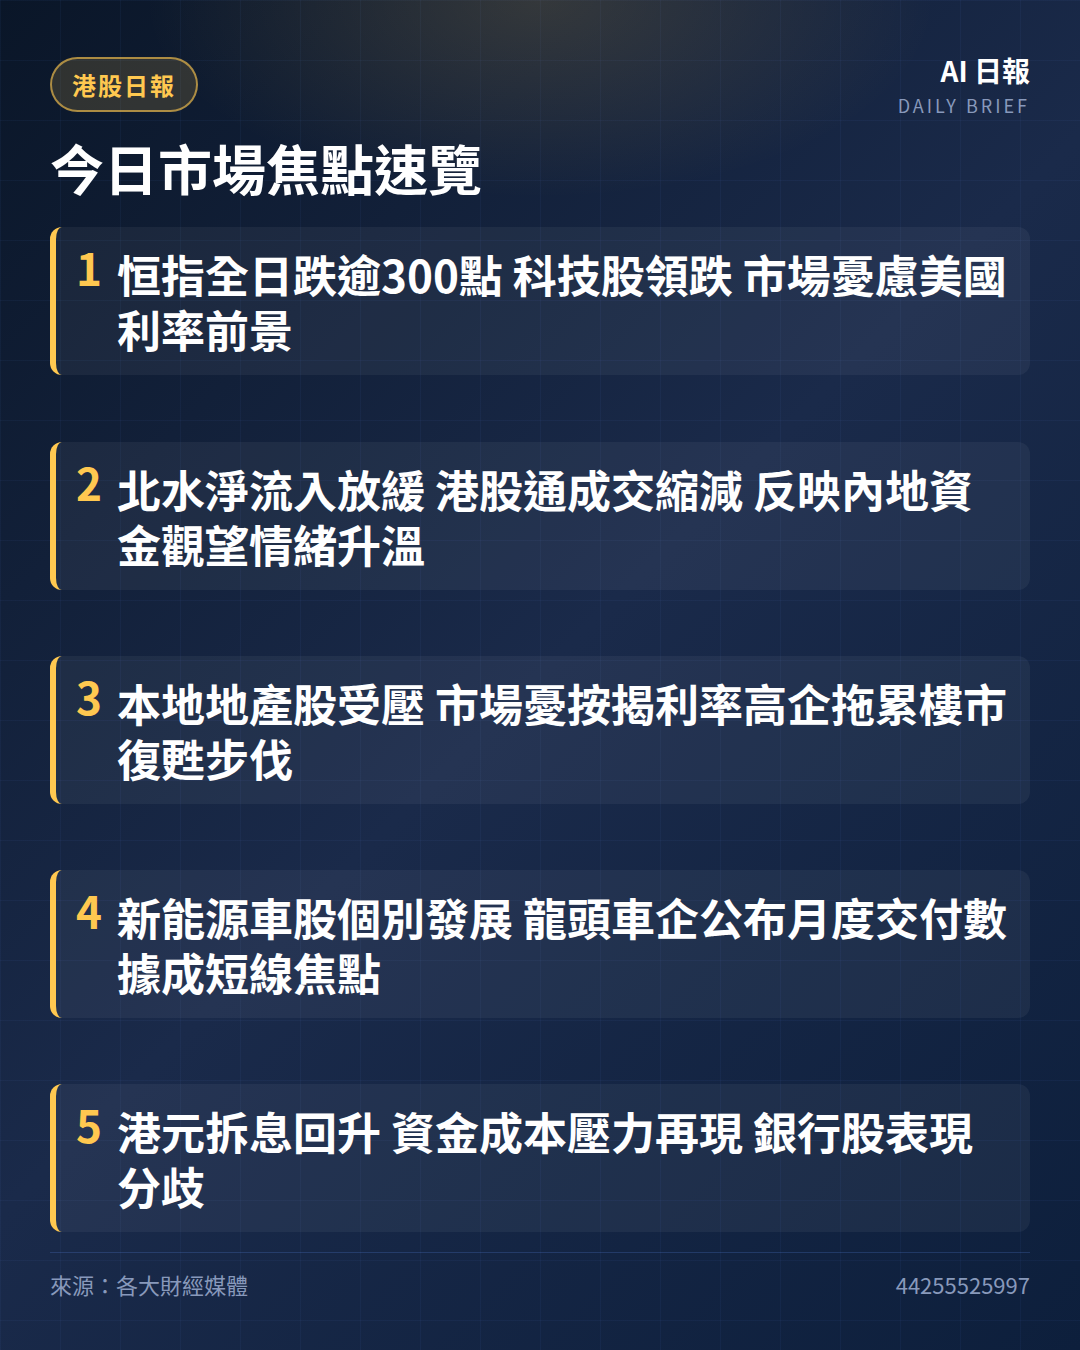 港股日報
AI 日報
DAILY BRIEF
今日市場焦點速覽
1 恒指全日跌逾300點 科技股領跌 市場憂慮美國
利率前景
2 北水淨流入放緩 港股通成交縮減 反映內地資
金觀望情緒升溫
3 本地地產股受壓 市場憂按揭利率高企拖累樓市
復甦步伐
4 新能源車股個別發展 龍頭車企公布月度交付數
據成短線焦點
5 港元拆息回升 資金成本壓力再現 銀行股表現
分歧
來源：各大財經媒體
44255525997